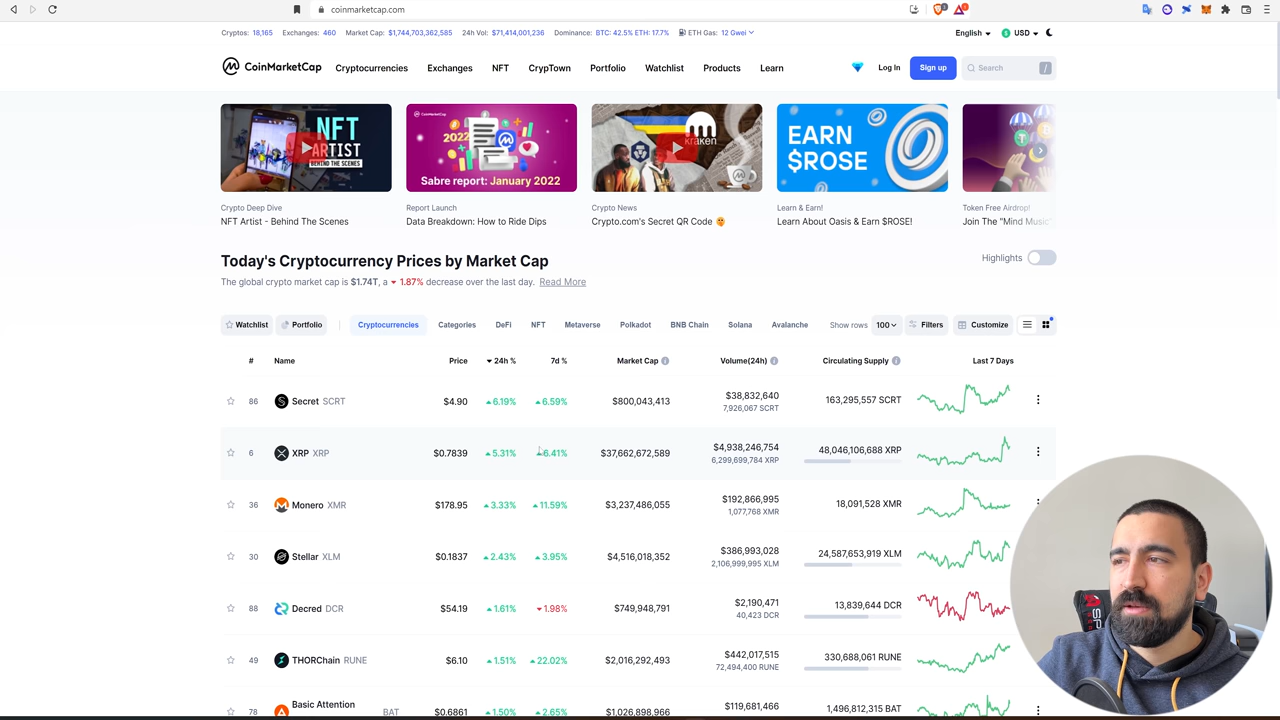 coinmarketcap.com
Cryptos: 18,165 Exchanges: 460 Market Cap: $1,744,703,362,585 24h Vol: $71,414,001,236 Dominance: BTC: 42.5% ETH: 17.7% ETH Gas: 12 Gwei English USD
CoinMarketCap Cryptocurrencies Exchanges NFT CrypTown Portfolio Watchlist Products Learn Log In Sign up Search /
NFT
ARTIST
BEHIND THE SCENES
CoinMarketCap
2022
Sabre report: January 2022
kraken
EARN
$ROSE
Crypto Deep Dive
NFT Artist - Behind The Scenes
Report Launch
Data Breakdown: How to Ride Dips
Crypto News
Crypto.com's Secret QR Code
Learn & Earn!
Learn About Oasis & Earn $ROSE!
Token Free Airdrop!
Join The "Mind Music"
Today's Cryptocurrency Prices by Market Cap
Highlights
The global crypto market cap is $1.74T, a 1.87% decrease over the last day. Read More
Watchlist Portfolio Cryptocurrencies Categories DeFi NFT Metaverse Polkadot BNB Chain Solana Avalanche Show rows 100 Filters Customize
# Name Price 24h % 7d % Market Cap Volume(24h) Circulating Supply Last 7 Days
86 Secret SCRT $4.90 6.19% 6.59% $800,043,413 $38,832,640 163,295,557 SCRT
7,926,067 SCRT
6 XRP XRP $0.7839 5.31% 6.41% $37,662,672,589 $4,938,246,754 48,046,106,688 XRP
6,299,699,784 XRP
36 Monero XMR $178.95 3.33% 11.59% $3,237,486,055 $192,866,995 18,091,528 XMR
1,077,768 XMR
30 Stellar XLM $0.1837 2.43% 3.95% $4,516,018,352 $386,993,028 24,587,653,919 XLM
2,106,999,995 XLM
88 Decred DCR $54.19 1.61% 1.98% $749,948,791 $2,190,471 13,839,644 DCR
40,423 DCR
49 THORChain RUNE $6.10 1.51% 22.02% $2,016,292,493 $442,017,515 330,688,061 RUNE
72,494,400 RUNE
78 Basic Attention BAT $0.6861 1.50% 2.65% $1,026,898,966 $119,681,466 1,496,812,315 BAT